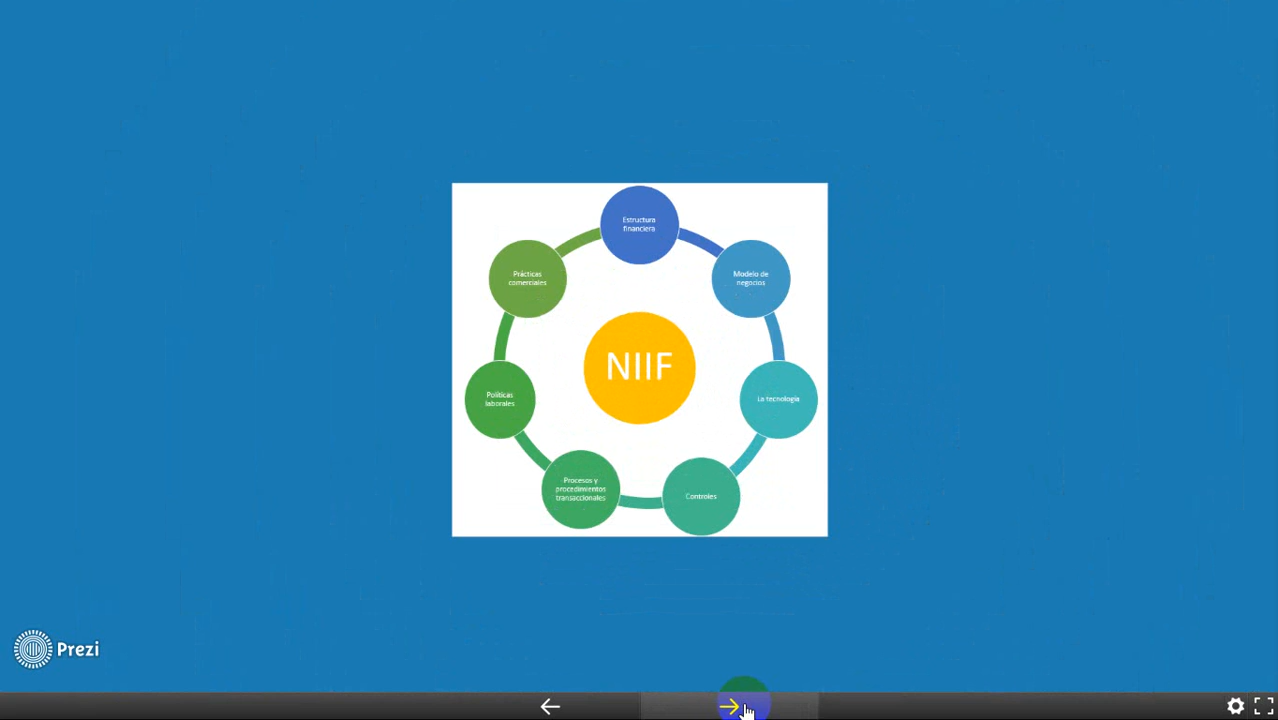 Estructura
financiera
Prácticas
comerciales
Modelo de
negocios
NIIF
Políticas
laborales
La tecnología
Procesos y
procedimientos
transaccionales
Controles
Prezi